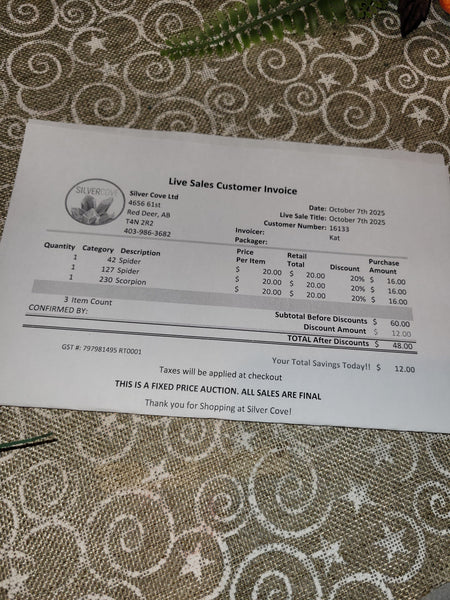 Live Sales Customer Invoice
SILVERCOVE
Silver Cove Ltd
4656 61st
Red Deer, AB
T4N 2R2
403-986-3682
Date: October 7th 2025
Live Sale Title: October 7th 2025
Customer Number: 16133
Invoicer:
Packager: Kat
Quantity Category Description Price Per Item Retail Total Discount Purchase Amount
1 42 Spider $ 20.00 $ 20.00 20% $ 16.00
1 127 Spider $ 20.00 $ 20.00 20% $ 16.00
1 230 Scorpion $ 20.00 $ 20.00 20% $ 16.00
3 Item Count
Subtotal Before Discounts $ 60.00
CONFIRMED BY:
Discount Amount $ 12.00
TOTAL After Discounts $ 48.00
GST #: 797981495 RT0001
Your Total Savings Today!! $ 12.00
Taxes will be applied at checkout
THIS IS A FIXED PRICE AUCTION. ALL SALES ARE FINAL
Thank you for Shopping at Silver Cove!